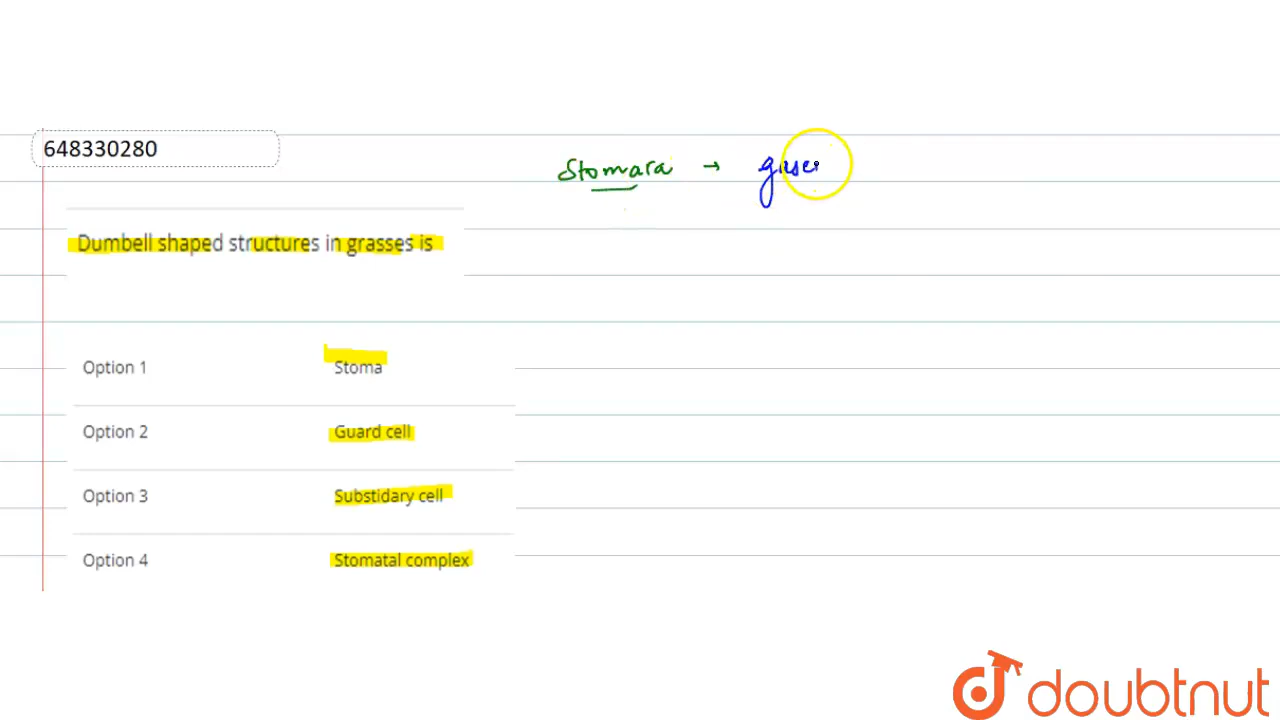 648330280
Stomara →
Dumbell shaped structures in grasses is
Option 1 Stoma
Option 2 Guard cell
Option 3 Substidary cell
Option 4 Stomatal complex
doubtnut